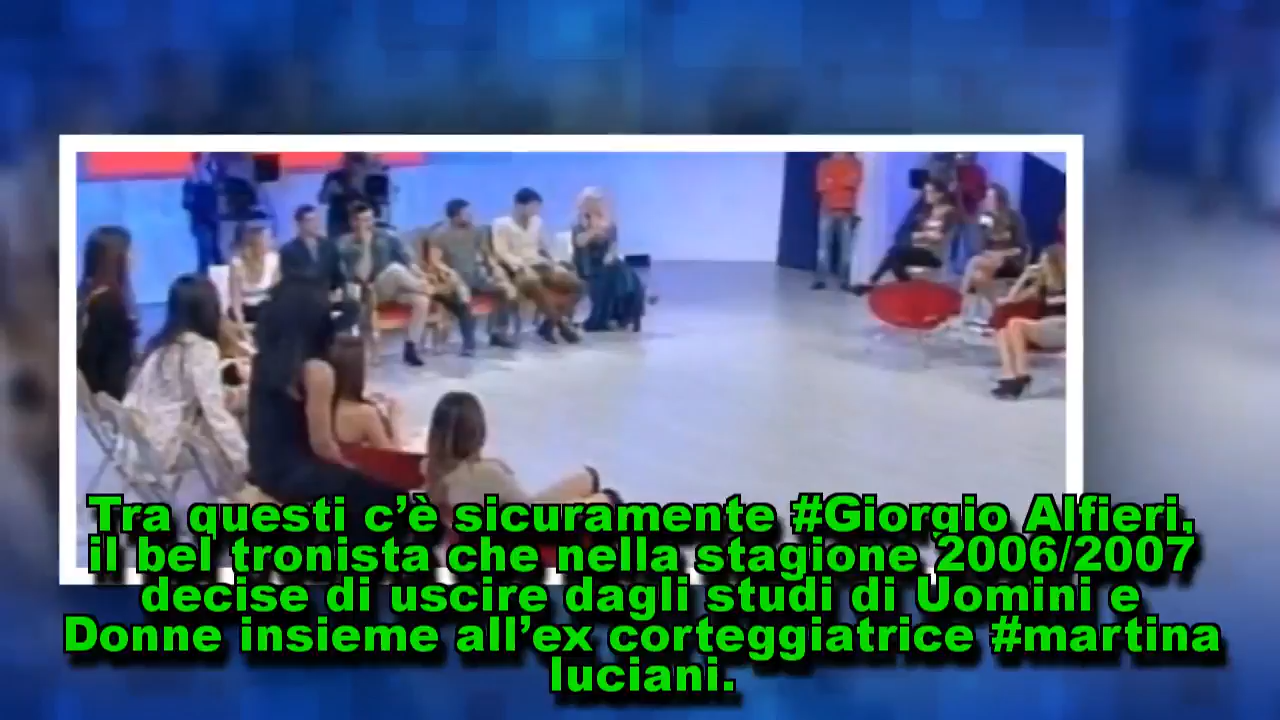 Tra questi c’è sicuramente #Giorgio Alfieri,
il bel tronista che nella stagione 2006/2007
decise di uscire dagli studi di Uomini e
Donne insieme all’ex corteggiatrice #martina
luciani.